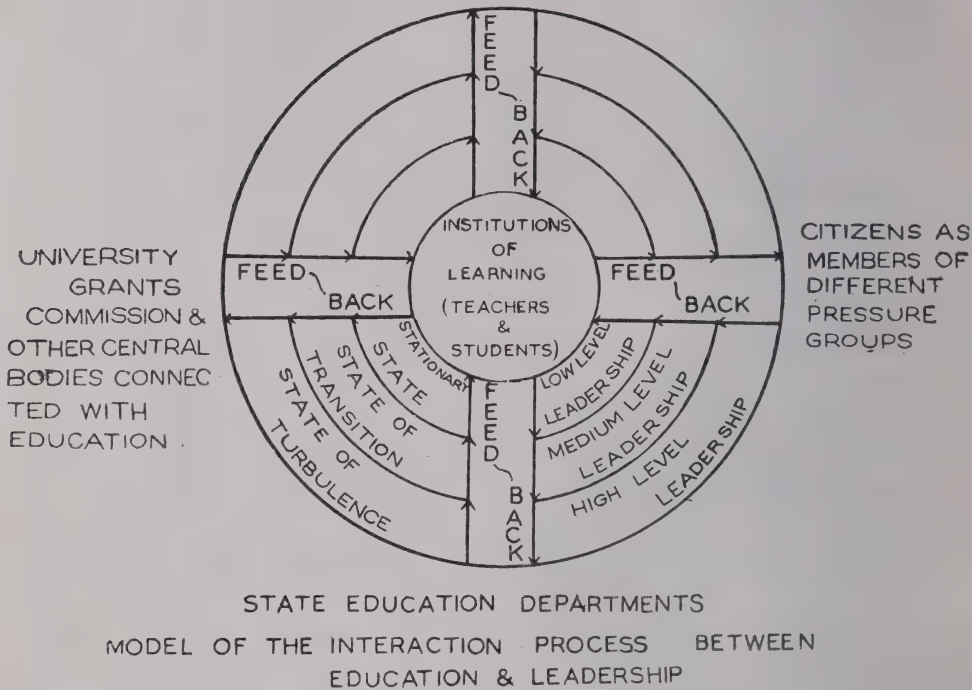 FEED-BACK
UNIVERSITY
GRANTS
COMMISSION &
OTHER CENTRAL
BODIES CONNEC
TED WITH
EDUCATION.
FEED-BACK
INSTITUTIONS
OF
LEARNING
(TEACHERS
&
STUDENTS)
FEED-BACK
CITIZENS AS
MEMBERS OF
DIFFERENT
PRESSURE
GROUPS
STATIONARY
STATE
STATE OF
TRANSITION
STATE OF
TURBULENCE
FEED-BACK
LOW LEVEL
LEADERSHIP
MEDIUM LEVEL
LEADERSHIP
HIGH LEVEL
LEADERSHIP
STATE EDUCATION DEPARTMENTS
MODEL OF THE INTERACTION PROCESS BETWEEN
EDUCATION & LEADERSHIP